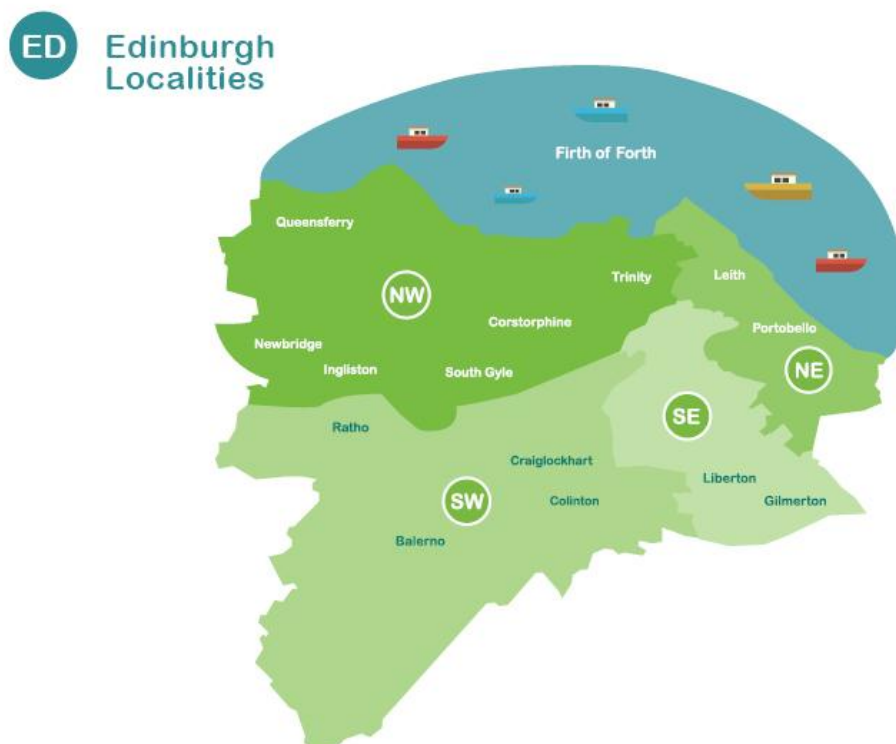 ED
Edinburgh
Localities
Firth of Forth
Queensferry
Trinity
Leith
NW
Corstorphine
Portobello
Newbridge
Ingliston
South Gyle
NE
SE
Ratho
Craiglockhart
Liberton
SW
Colinton
Gilmerton
Balerno